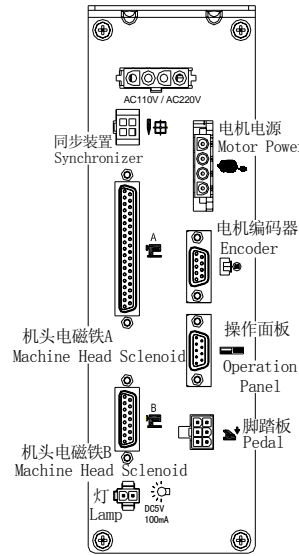 AC110V / AC220V
同步装置
Synchronizer
电机电源
Motor Power
A
电机编码器
Encoder
机头电磁铁A
Machine Head Sclenoid
操作面板
Operation
Panel
B
机头电磁铁B
Machine Head Sclenoid
脚踏板
Pedal
灯
Lamp
DC5V
100mA